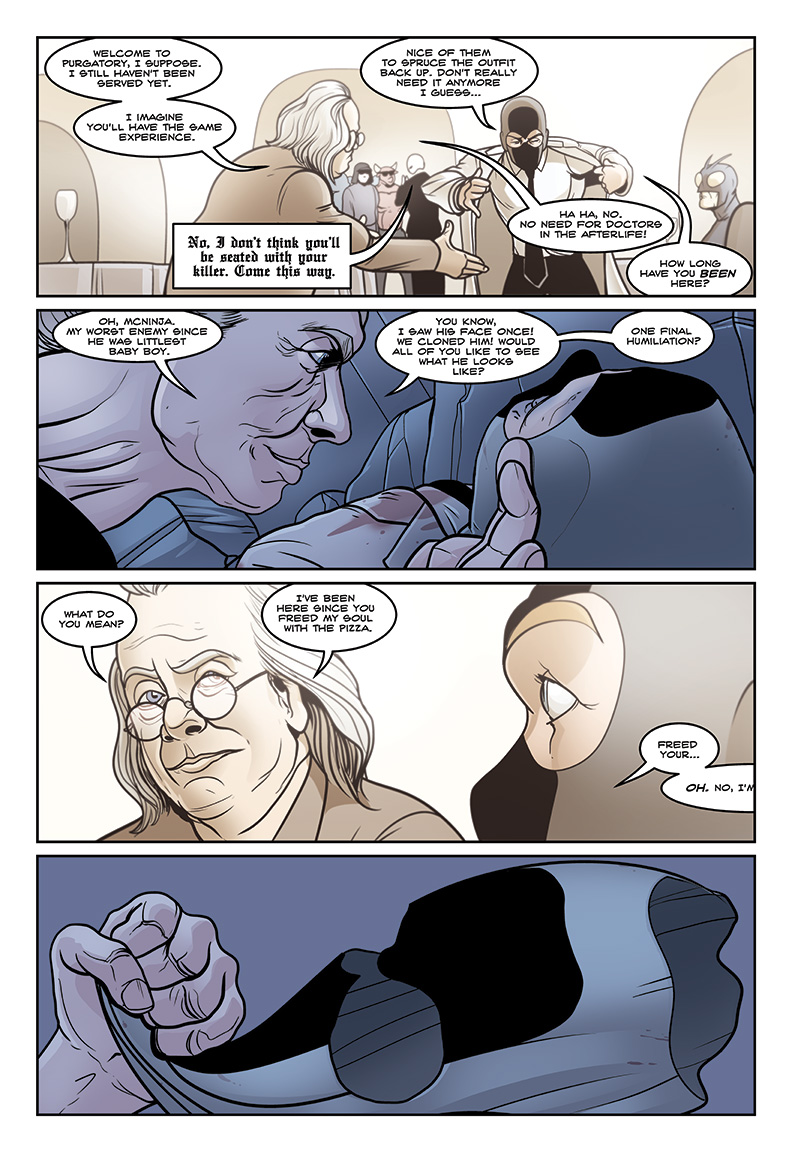 WELCOME TO
PURGATORY, I SUPPOSE.
I STILL HAVEN'T BEEN
SERVED YET.
I IMAGINE
YOU'LL HAVE THE SAME
EXPERIENCE.
NICE OF THEM
TO SPRUCE THE OUTFIT
BACK UP. DON'T REALLY
NEED IT ANYMORE
I GUESS...
No, I don't think you'll
be seated with your
killer. Come this way.
HA HA, NO.
NO NEED FOR DOCTORS
IN THE AFTERLIFE!
HOW LONG
HAVE YOU BEEN
HERE?
OH, MCNINJA.
MY WORST ENEMY SINCE
HE WAS LITTLEST
BABY BOY.
YOU KNOW,
I SAW HIS FACE ONCE!
WE CLONED HIM! WOULD
ALL OF YOU LIKE TO SEE
WHAT HE LOOKS
LIKE?
ONE FINAL
HUMILIATION?
WHAT DO
YOU MEAN?
I'VE BEEN
HERE SINCE YOU
FREED MY SOUL
WITH THE PIZZA.
FREED
YOUR...
OH. NO, I'M